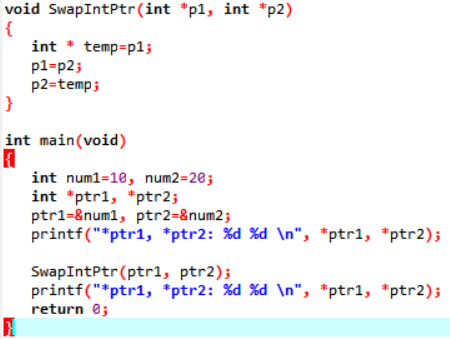 void SwapIntPtr(int *p1, int *p2)
{
   int * temp=p1;
   p1=p2;
   p2=temp;
}

int main(void)
{
   int num1=10, num2=20;
   int *ptr1, *ptr2;
   ptr1=&num1, ptr2=&num2;
   printf("*ptr1, *ptr2: %d %d \n", *ptr1, *ptr2);

   SwapIntPtr(ptr1, ptr2);
   printf("*ptr1, *ptr2: %d %d \n", *ptr1, *ptr2);
   return 0;
}